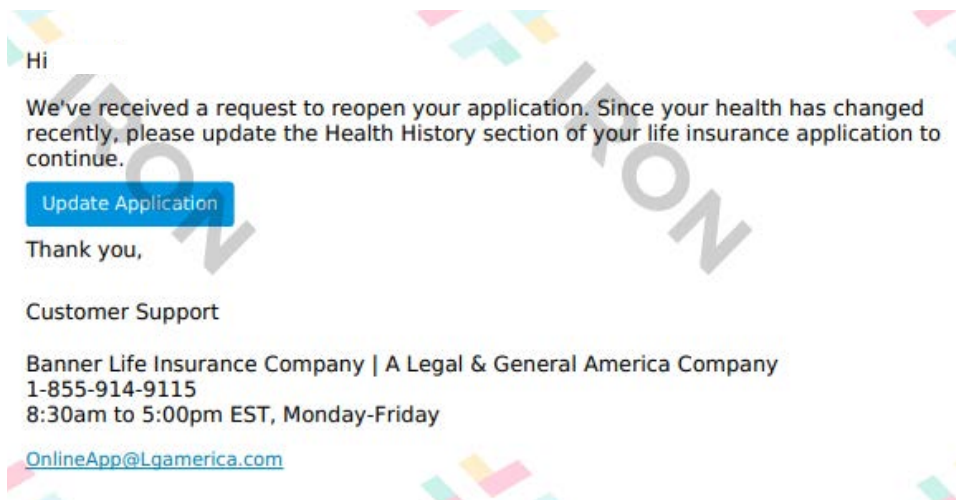 Hi
We've received a request to reopen your application. Since your health has changed
recently, please update the Health History section of your life insurance application to
continue.
Update Application
Thank you,
Customer Support
Banner Life Insurance Company | A Legal & General America Company
1-855-914-9115
8:30am to 5:00pm EST, Monday-Friday
OnlineApp@Lgamerica.com
IRON
IRON